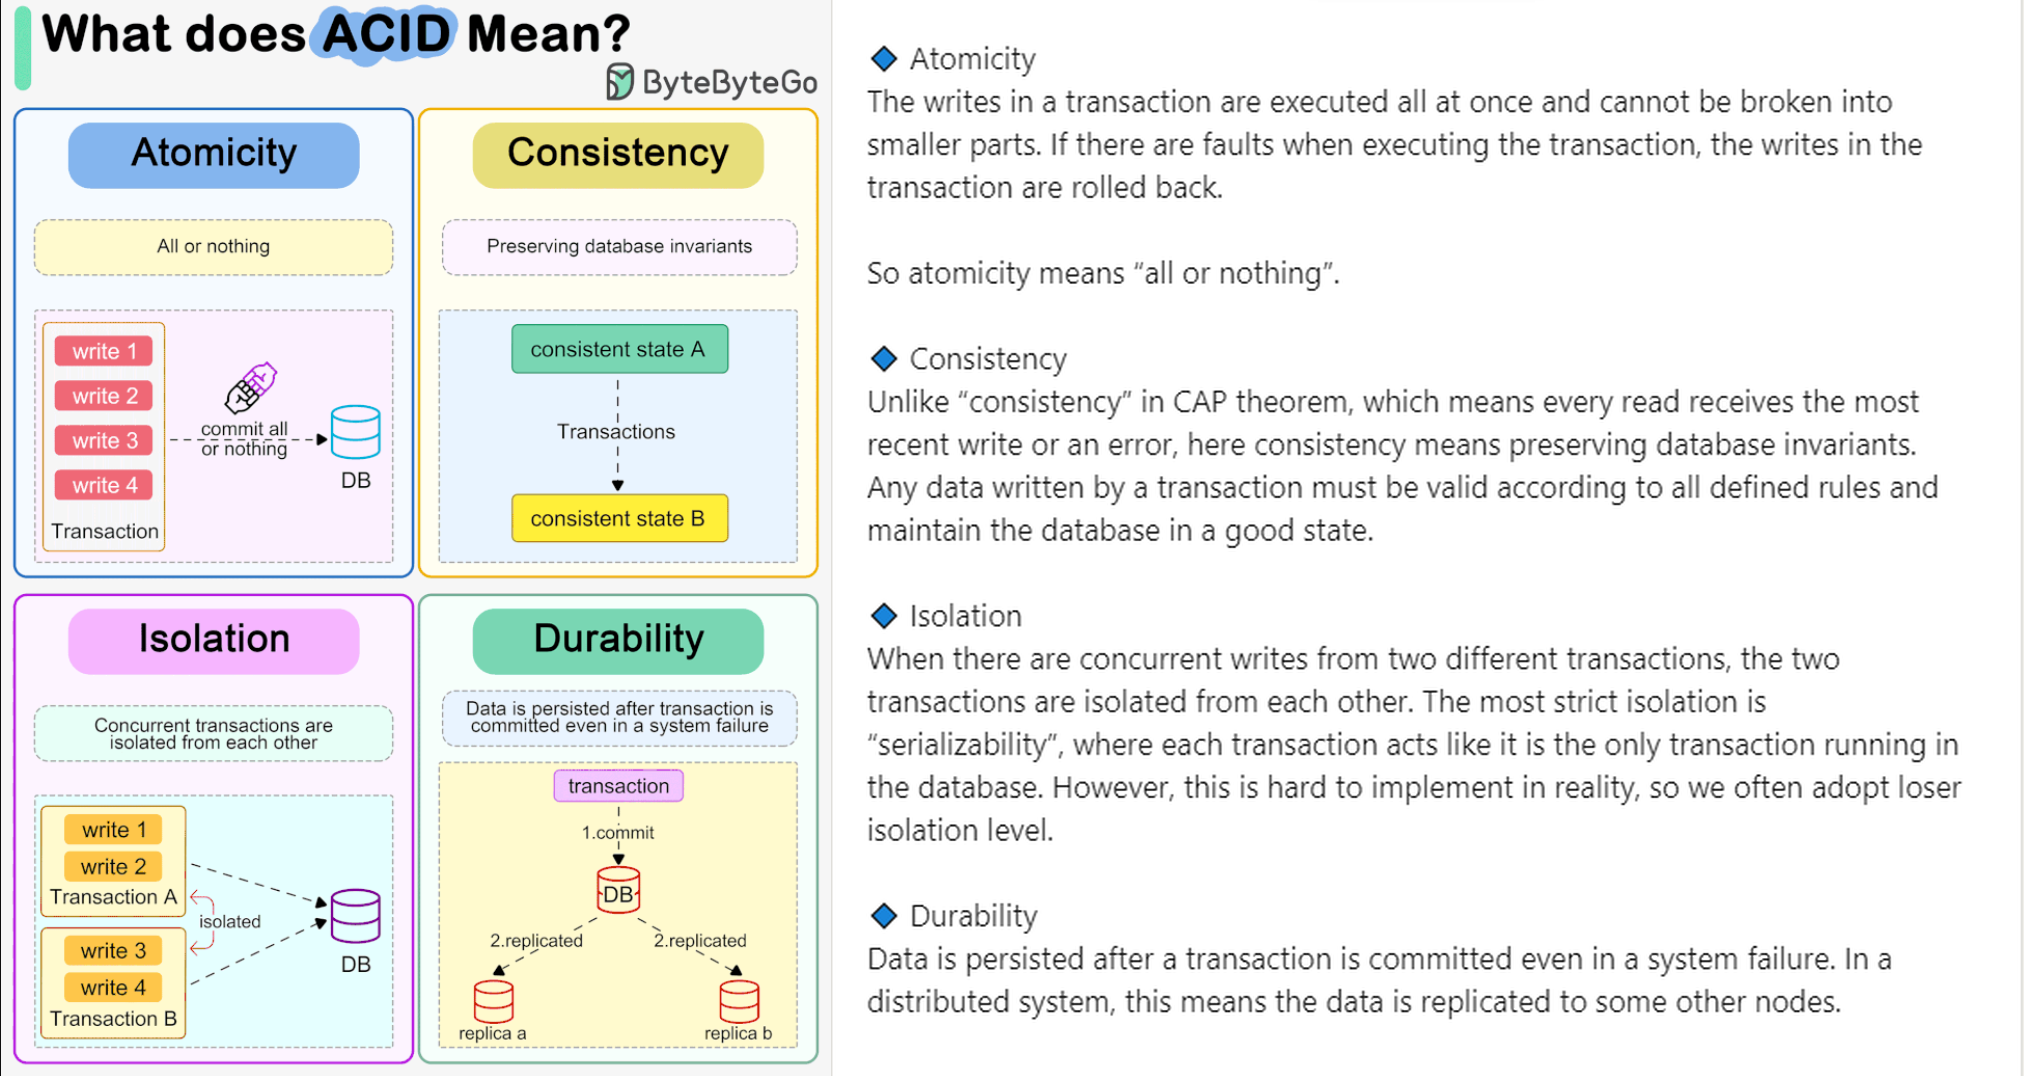 What does ACID Mean?
ByteByteGo
Atomicity
All or nothing
write 1
write 2
write 3
write 4
Transaction
commit all
or nothing
DB
Consistency
Preserving database invariants
consistent state A
Transactions
consistent state B
Isolation
Concurrent transactions are
isolated from each other
write 1
write 2
Transaction A
isolated
write 3
write 4
Transaction B
DB
Durability
Data is persisted after transaction is
committed even in a system failure
transaction
1.commit
DB
2.replicated
2.replicated
replica a
replica b
Atomicity
The writes in a transaction are executed all at once and cannot be broken into
smaller parts. If there are faults when executing the transaction, the writes in the
transaction are rolled back.
So atomicity means “all or nothing”.
Consistency
Unlike “consistency” in CAP theorem, which means every read receives the most
recent write or an error, here consistency means preserving database invariants.
Any data written by a transaction must be valid according to all defined rules and
maintain the database in a good state.
Isolation
When there are concurrent writes from two different transactions, the two
transactions are isolated from each other. The most strict isolation is
“serializability”, where each transaction acts like it is the only transaction running in
the database. However, this is hard to implement in reality, so we often adopt loser
isolation level.
Durability
Data is persisted after a transaction is committed even in a system failure. In a
distributed system, this means the data is replicated to some other nodes.